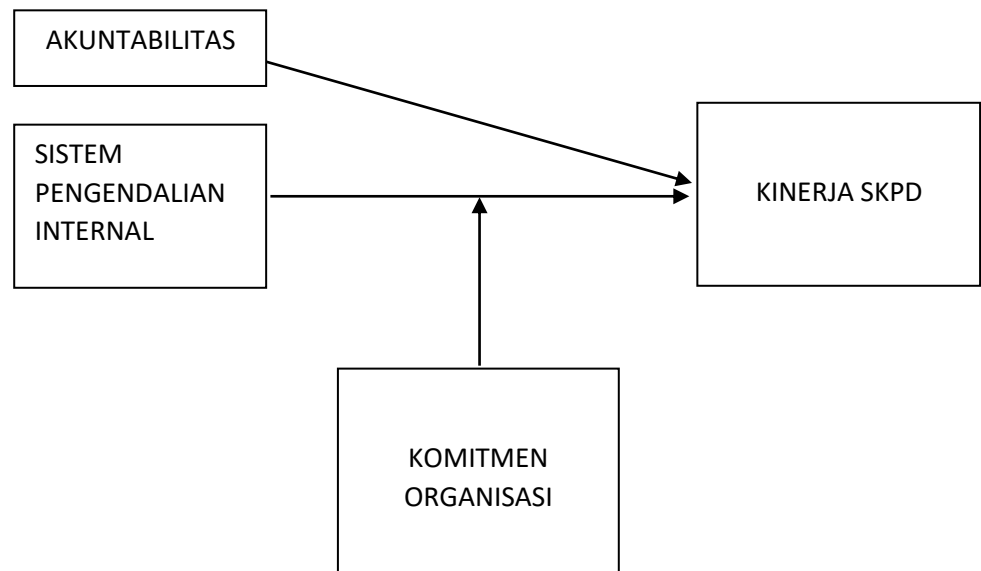 AKUNTABILITAS
SISTEM
PENGENDALIAN
INTERNAL
KINERJA SKPD
KOMITMEN
ORGANISASI